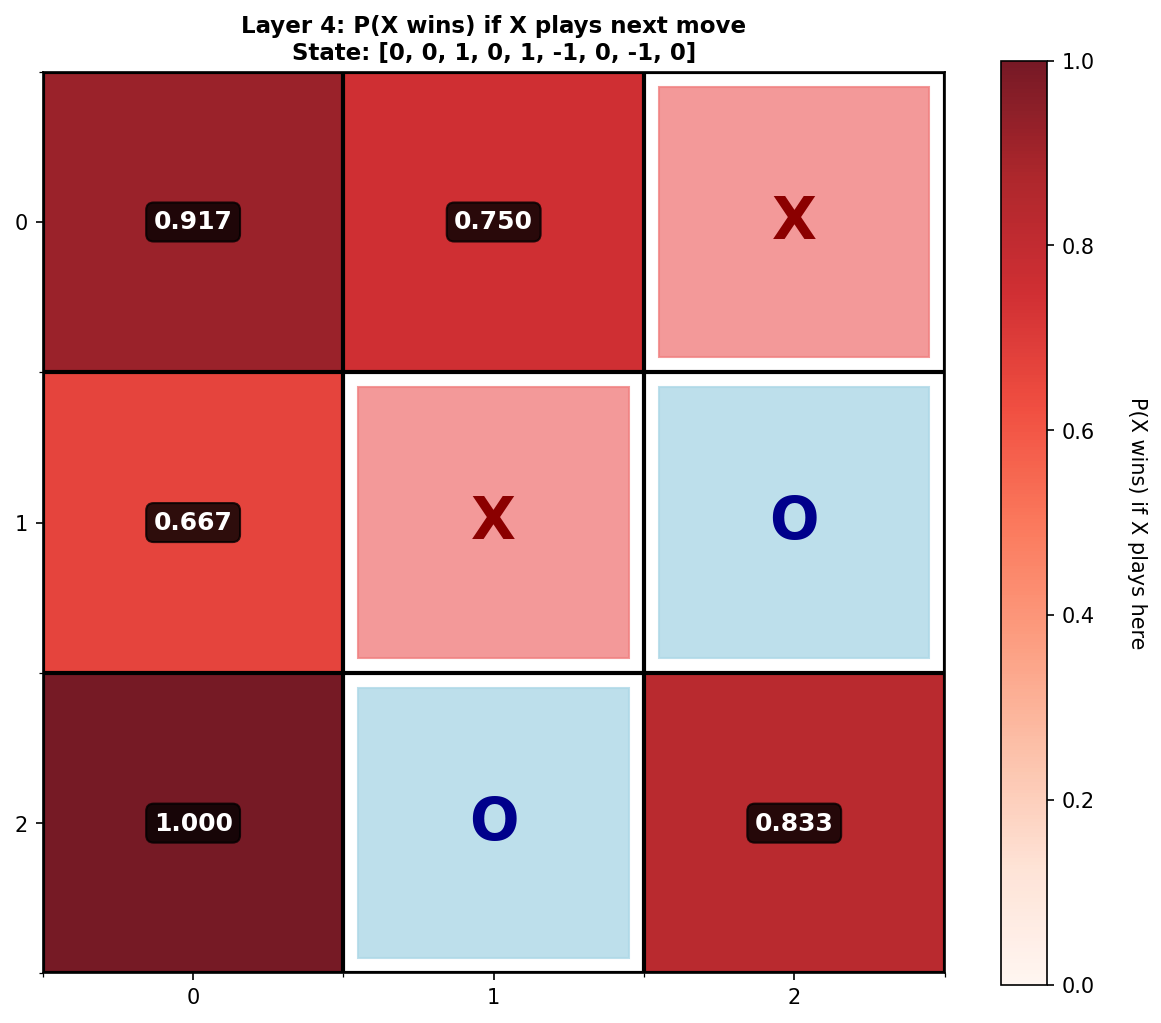 Layer 4: P(X wins) if X plays next move
State: [0, 0, 1, 0, 1, -1, 0, -1, 0]
0.917 0.750 X
0.667 X O
1.000 O 0.833
0
1
2
0 1 2
1.0
0.8
0.6
0.4
0.2
0.0
P(X wins) if X plays here